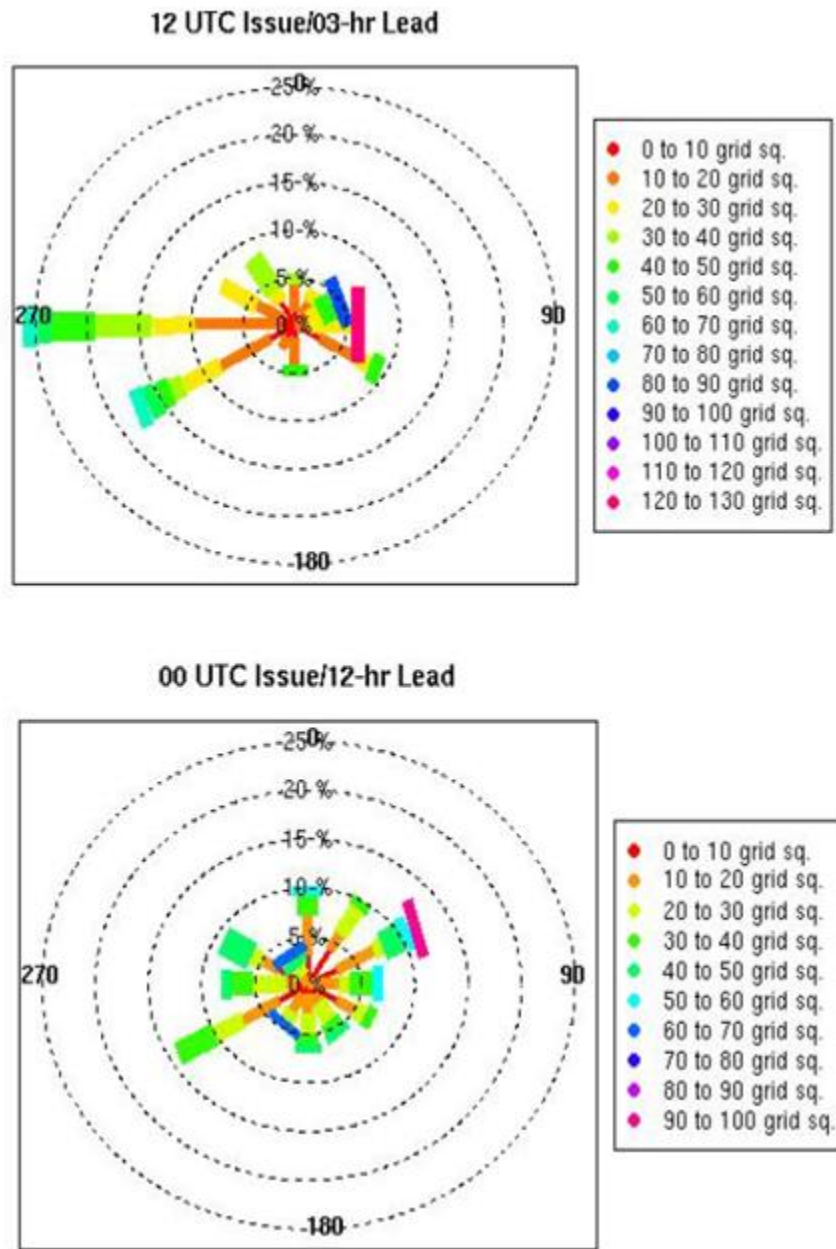 12 UTC Issue/03-hr Lead
0
25 %
20 %
15 %
10 %
5 %
0 %
270
90
180
0 to 10 grid sq.
10 to 20 grid sq.
20 to 30 grid sq.
30 to 40 grid sq.
40 to 50 grid sq.
50 to 60 grid sq.
60 to 70 grid sq.
70 to 80 grid sq.
80 to 90 grid sq.
90 to 100 grid sq.
100 to 110 grid sq.
110 to 120 grid sq.
120 to 130 grid sq.
00 UTC Issue/12-hr Lead
0
25 %
20 %
15 %
10 %
5 %
0 %
270
90
180
0 to 10 grid sq.
10 to 20 grid sq.
20 to 30 grid sq.
30 to 40 grid sq.
40 to 50 grid sq.
50 to 60 grid sq.
60 to 70 grid sq.
70 to 80 grid sq.
80 to 90 grid sq.
90 to 100 grid sq.